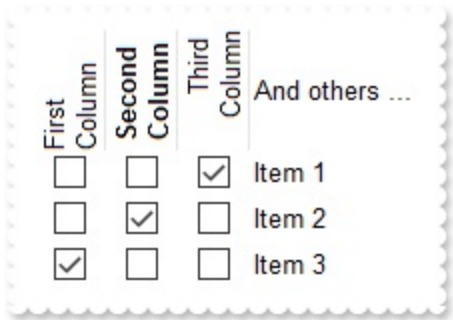 First
Column
Second
Column
Third
Column
And others ...
Item 1
Item 2
Item 3